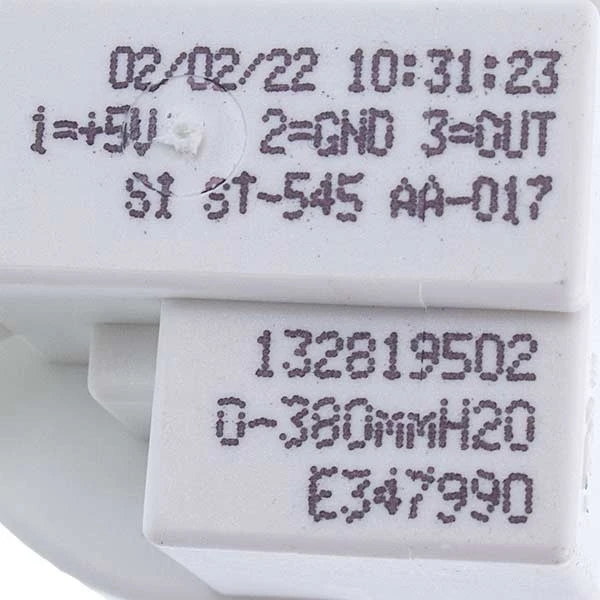 02/02/22 10:31:23
1=+5V 2=GND 3=OUT
SI ST-545 AA-017
132819502
0-380mmH20
E347990